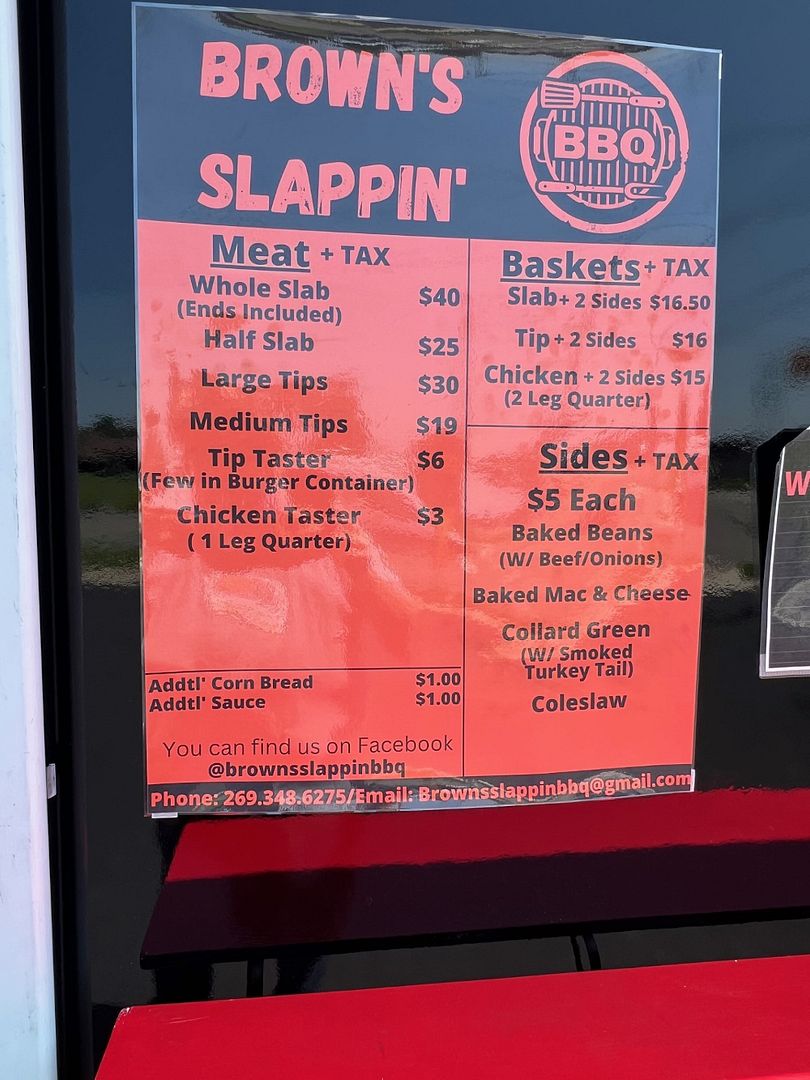 BROWN'S
SLAPPIN'
BBQ
Meat + TAX
Whole Slab $40
(Ends Included)
Half Slab $25
Large Tips $30
Medium Tips $19
Tip Taster $6
(Few in Burger Container)
Chicken Taster $3
( 1 Leg Quarter)
Addtl' Corn Bread $1.00
Addtl' Sauce $1.00
You can find us on Facebook
@brownsslappinbbq
Baskets + TAX
Slab + 2 Sides $16.50
Tip + 2 Sides $16
Chicken + 2 Sides $15
(2 Leg Quarter)
Sides + TAX
$5 Each
Baked Beans
(W/ Beef/Onions)
Baked Mac & Cheese
Collard Green
(W/ Smoked
Turkey Tail)
Coleslaw
Phone: 269.348.6275/Email: Brownsslappinbbq@gmail.com
W